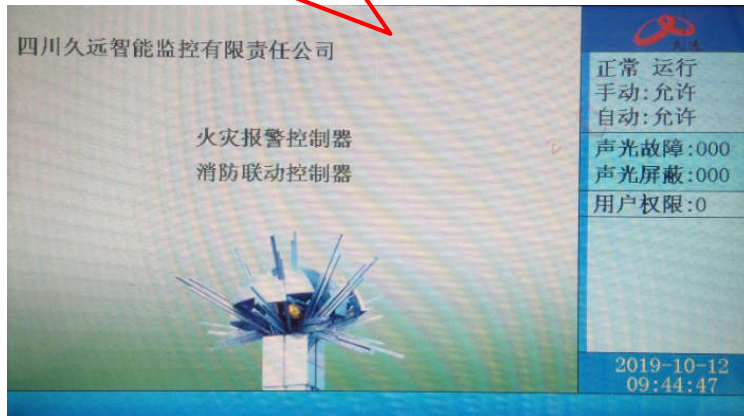 四川久远智能监控有限责任公司
火灾报警控制器
消防联动控制器
久远
正常 运行
手动:允许
自动:允许
声光故障:000
声光屏蔽:000
用户权限:0
2019-10-12
09:44:47